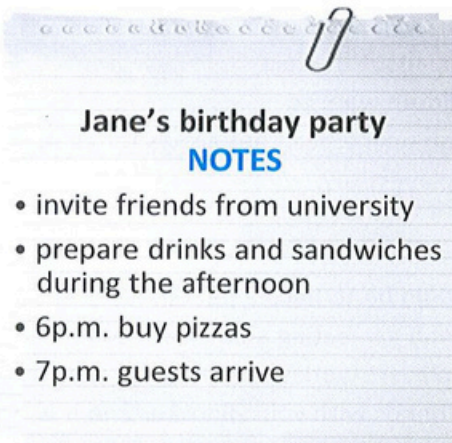 Jane's birthday party
NOTES
• invite friends from university
• prepare drinks and sandwiches
during the afternoon
• 6p.m. buy pizzas
• 7p.m. guests arrive